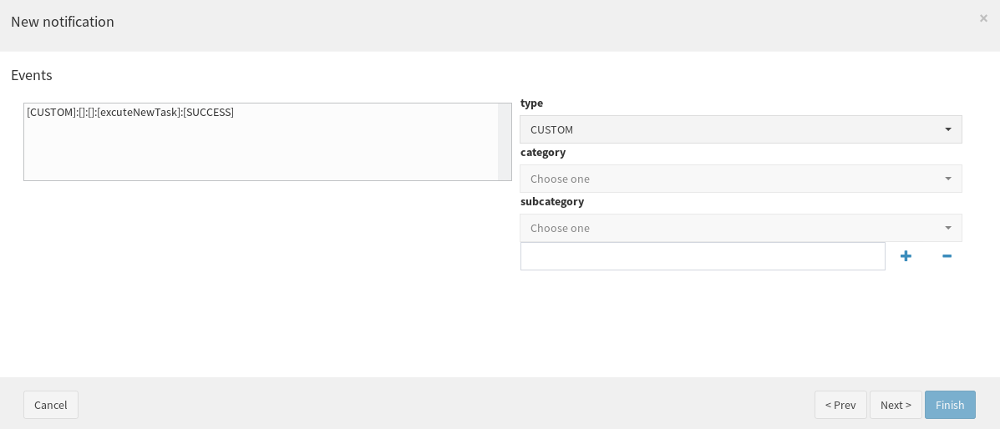 New notification
×
Events
[CUSTOM]:[]:[]:[excuteNewTask]:[SUCCESS]
type
CUSTOM
category
Choose one
subcategory
Choose one
Cancel
< Prev
Next >
Finish